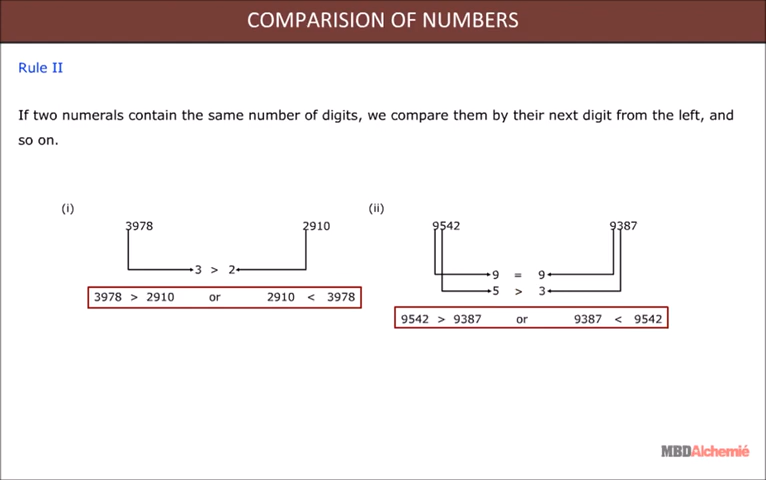 COMPARISION OF NUMBERS
Rule II
If two numerals contain the same number of digits, we compare them by their next digit from the left, and
so on.
(i)
3978 2910
3 > 2
3978 > 2910 or 2910 < 3978
(ii)
9542 9387
9 = 9
5 > 3
9542 > 9387 or 9387 < 9542
MBDAlchemié